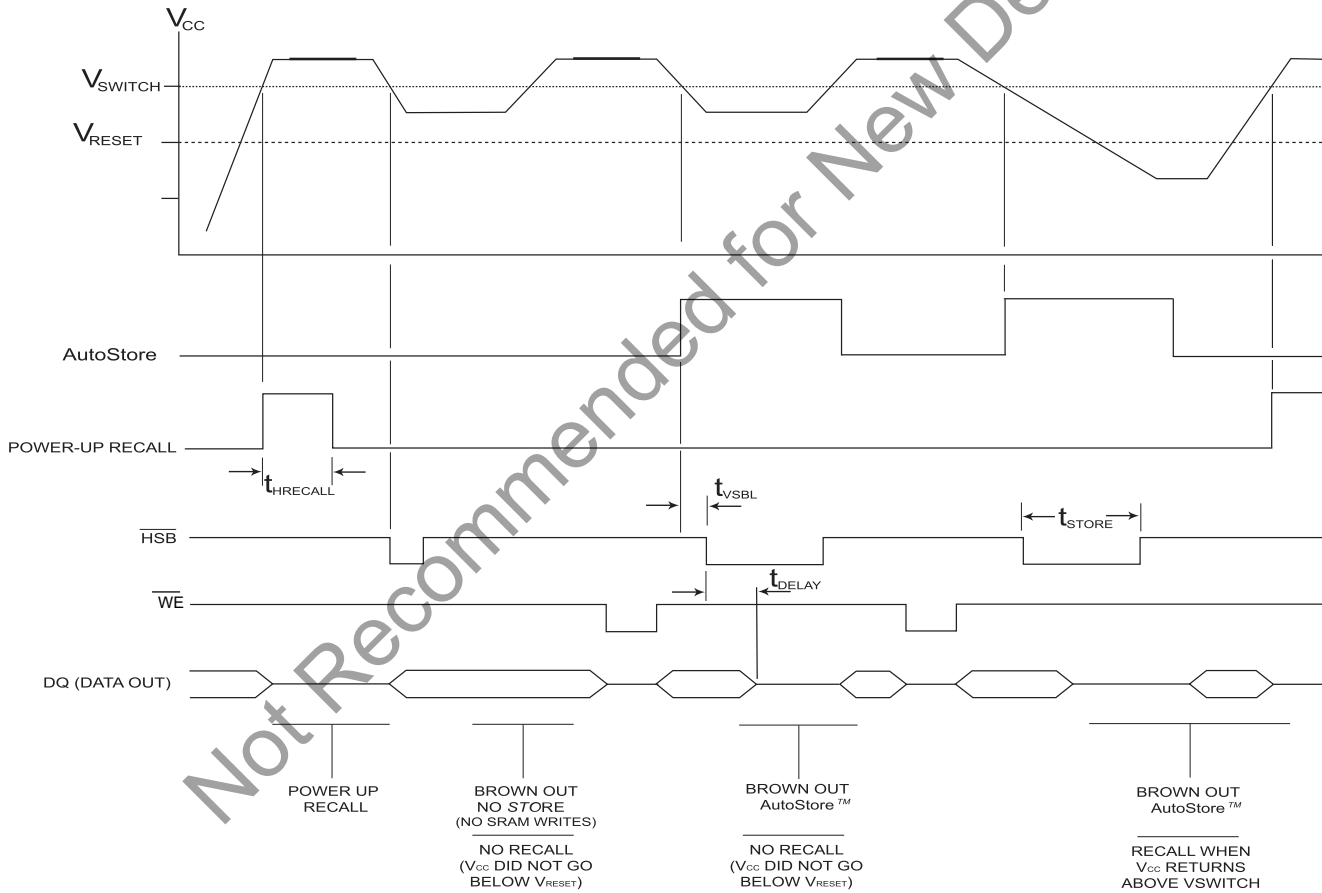 VCC
VSWITCH
VRESET
AutoStore
POWER-UP RECALL
tHRECALL
tVSBL
tSTORE
HSB
tDELAY
WE
DQ (DATA OUT)
POWER UP
RECALL
BROWN OUT
NO STORE
(NO SRAM WRITES)
NO RECALL
(VCC DID NOT GO
BELOW VRESET)
BROWN OUT
AutoStore™
NO RECALL
(VCC DID NOT GO
BELOW VRESET)
BROWN OUT
AutoStore™
RECALL WHEN
VCC RETURNS
ABOVE VSWITCH
Not Recommended for New De